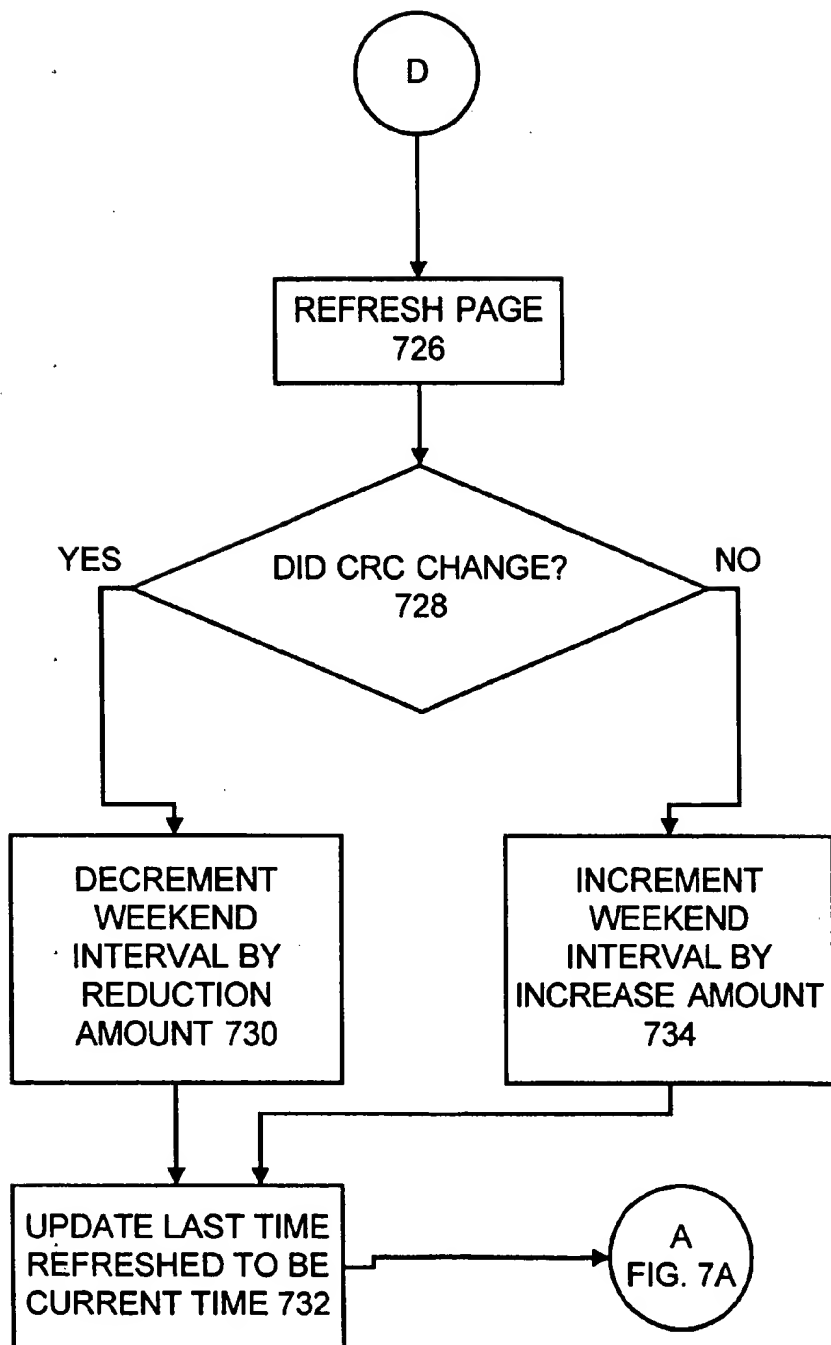 D
REFRESH PAGE
726
YES
DID CRC CHANGE?
728
NO
DECREMENT
WEEKEND
INTERVAL BY
REDUCTION
AMOUNT 730
INCREMENT
WEEKEND
INTERVAL BY
INCREASE AMOUNT
734
UPDATE LAST TIME
REFRESHED TO BE
CURRENT TIME 732
A
FIG. 7A